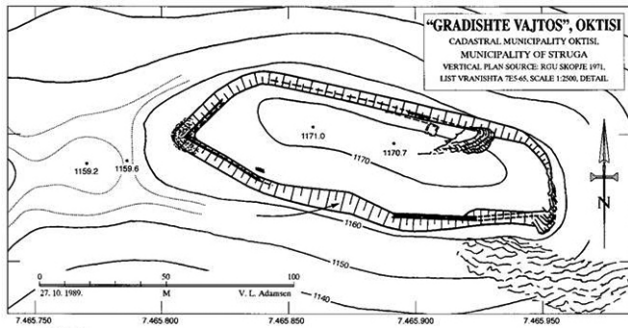 "GRADISHTE VAJTOS", OKTISI
CADASTRAL MUNICIPALITY OKTISI,
MUNICIPALITY OF STRUGA
VERTICAL PLAN SOURCE: RGU SKOPJE 1971,
LIST VRANISHTA 7E5-65, SCALE 1:2500, DETAIL
1171.0
1170.7
1170
1159.2
1159.6
N
1160
1150
1140
0 50 100
27. 10. 1989. M V. L. Adamsen
7.465.750 7.465.800 7.465.850 7.465.900 7.465.950